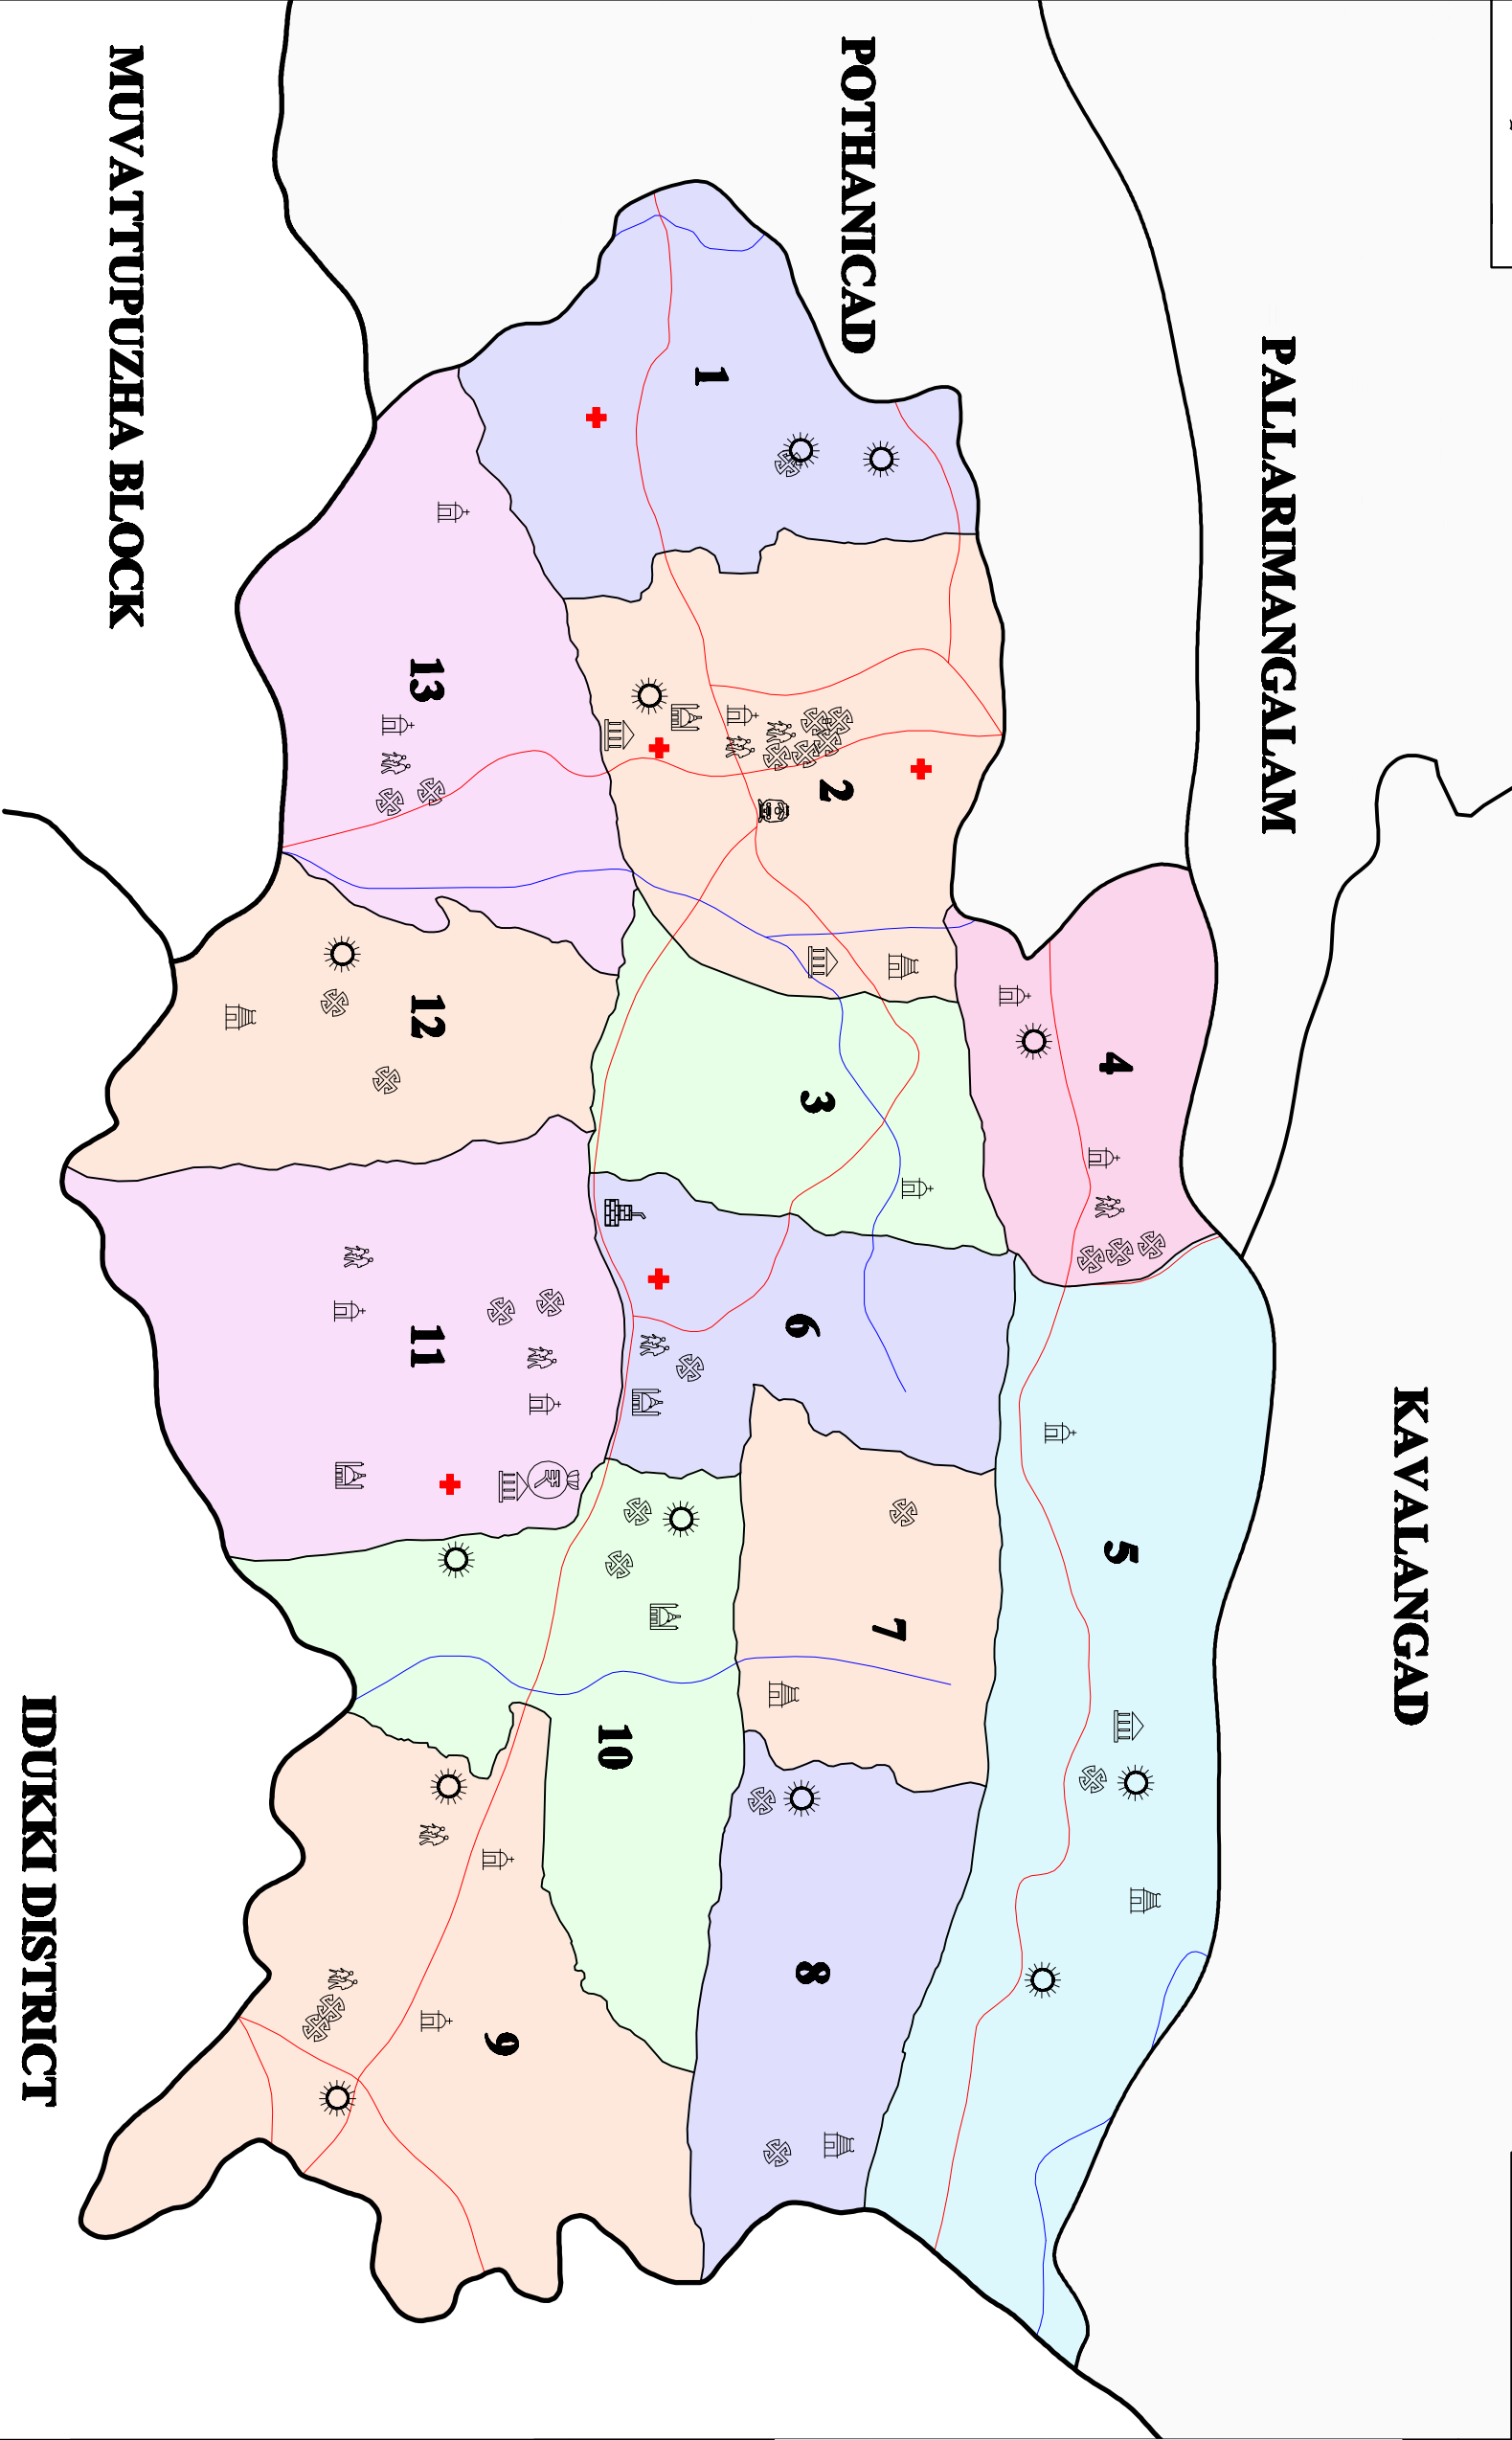 MUVATTUPUZHA BLOCK
POTHANICAD
PALLARIMANGALAM
KAVALANGAD
IDUKKI DISTRICT
1
2
3
4
5
6
7
8
9
10
11
12
13